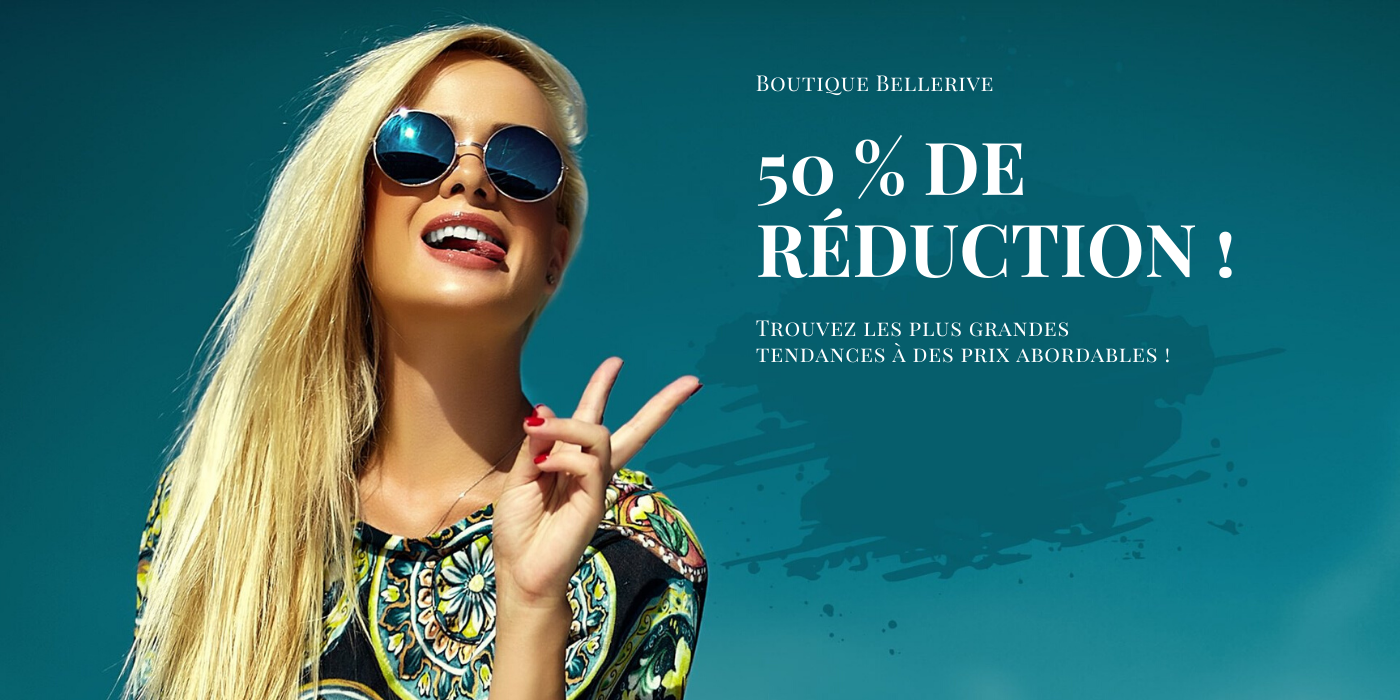 Boutique Bellerive
50 % DE
RÉDUCTION !
Trouvez les plus grandes
tendances à des prix abordables !